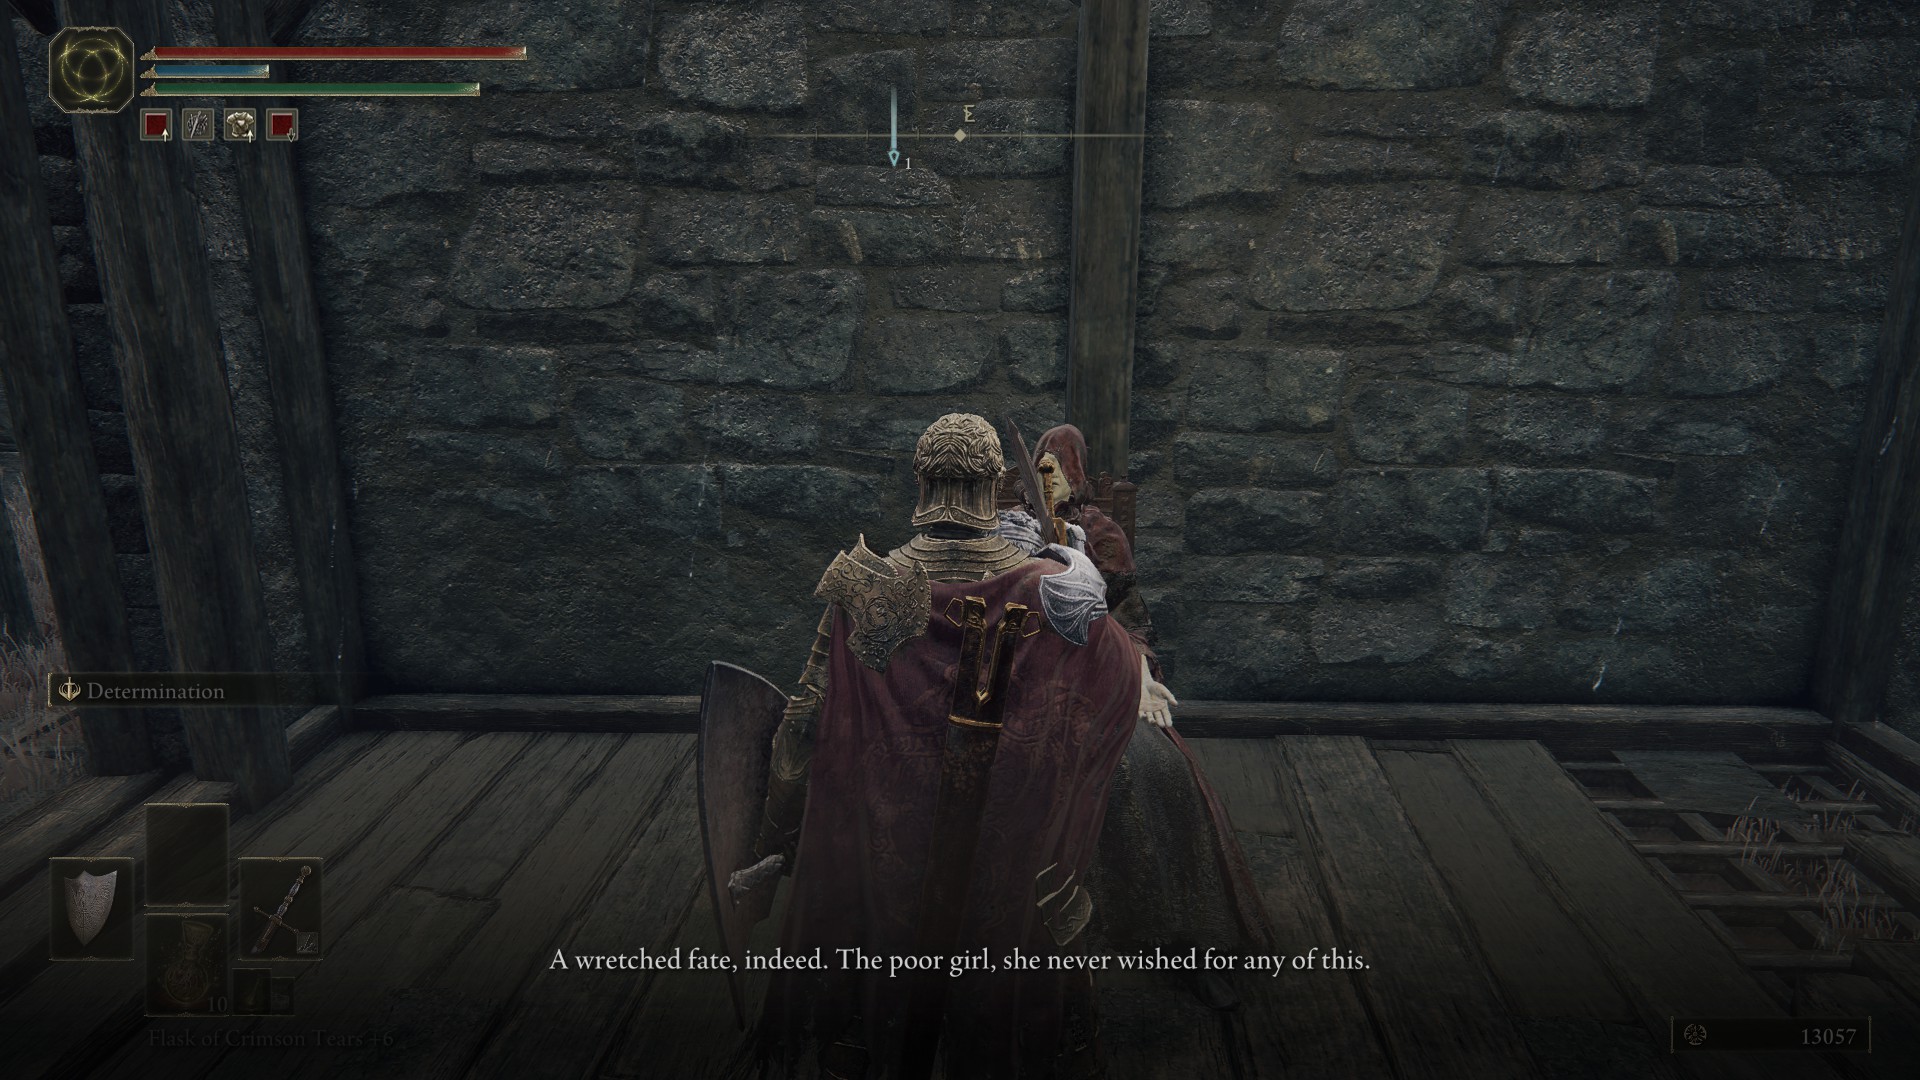 E
1
Determination
A wretched fate, indeed. The poor girl, she never wished for any of this.
10
Flask of Crimson Tears +6
13057